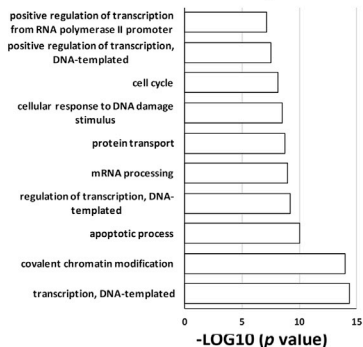 positive regulation of transcription
from RNA polymerase II promoter
positive regulation of transcription,
DNA-templated
cell cycle
cellular response to DNA damage
stimulus
protein transport
mRNA processing
regulation of transcription, DNA-
templated
apoptotic process
covalent chromatin modification
transcription, DNA-templated
0 5 10 15
-LOG10 (p value)